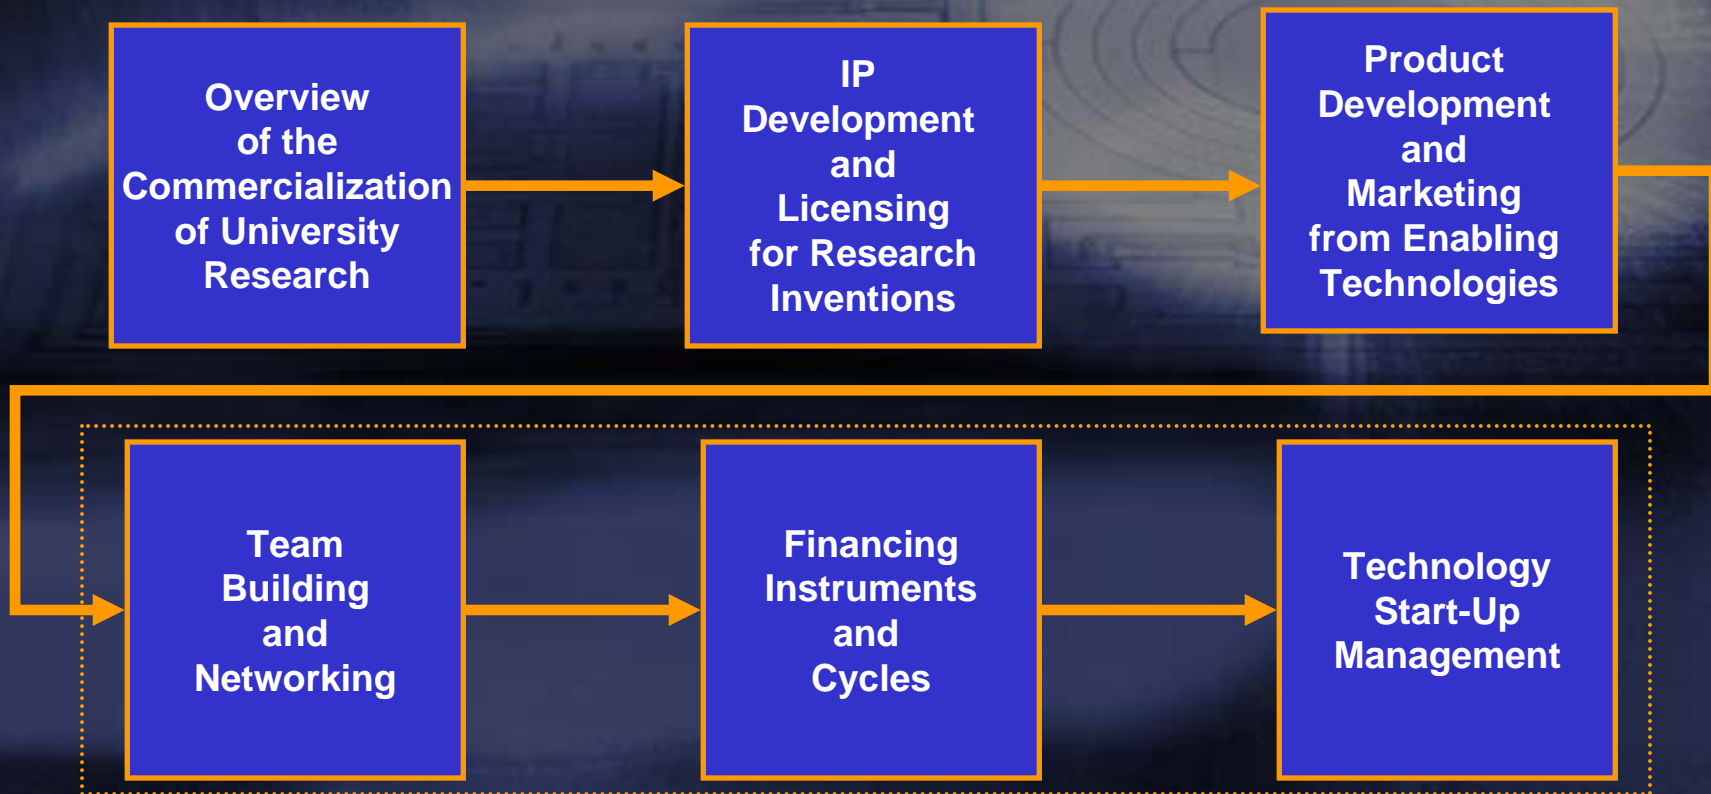 Overview
of the
Commercialization
of University
Research
IP
Development
and
Licensing
for Research
Inventions
Product
Development
and
Marketing
from Enabling
Technologies
Team
Building
and
Networking
Financing
Instruments
and
Cycles
Technology
Start-Up
Management